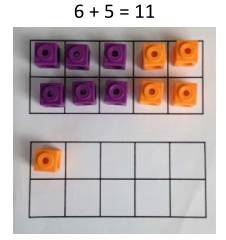 6 + 5 = 11